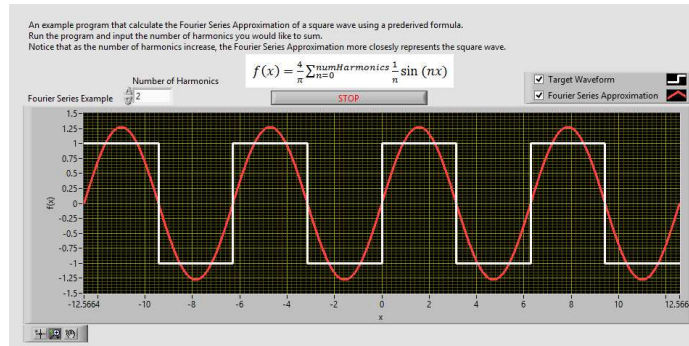 An example program that calculate the Fourier Series Approximation of a square wave using a prederived formula.
Run the program and input the number of harmonics you would like to sum.
Notice that as the number of harmonics increase, the Fourier Series Approximation more closesly represents the square wave.
f(x) = 4/π ∑ⁿᵘᵐᴴᵃʳᵐᵒⁿⁱᶜˢₙ₌₀ 1/n sin (nx)
Number of Harmonics
2
Fourier Series Example
STOP
Target Waveform
Fourier Series Approximation
1.5
1.25
1
0.75
0.5
0.25
0
-0.25
-0.5
-0.75
-1
-1.25
-1.5
f(x)
-12.5664 -10 -8 -6 -4 -2 0 2 4 6 8 10 12.566
x